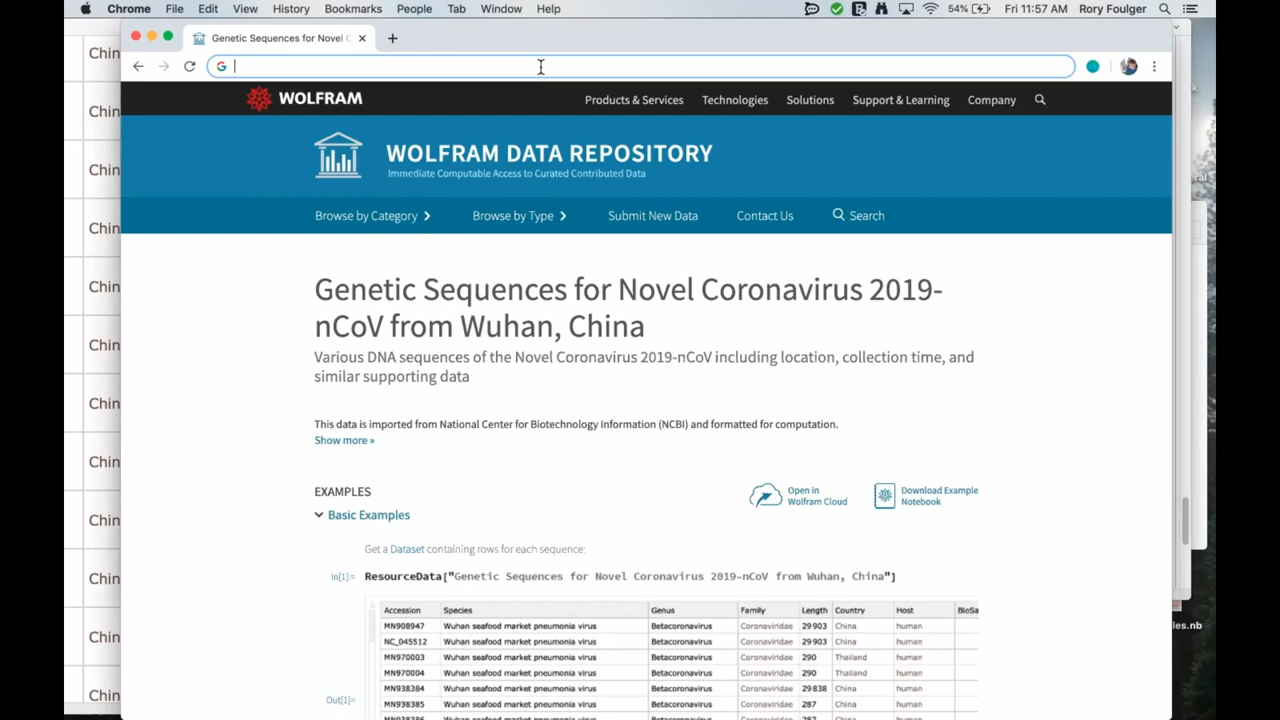 Chrome File Edit View History Bookmarks People Tab Window Help 54% Fri 11:57 AM Rory Foulger
Genetic Sequences for Novel C
WOLFRAM Products & Services Technologies Solutions Support & Learning Company
WOLFRAM DATA REPOSITORY
Immediate Computable Access to Curated Contributed Data
Browse by Category Browse by Type Submit New Data Contact Us Search
Genetic Sequences for Novel Coronavirus 2019-
nCoV from Wuhan, China
Various DNA sequences of the Novel Coronavirus 2019-nCoV including location, collection time, and
similar supporting data
This data is imported from National Center for Biotechnology Information (NCBI) and formatted for computation.
Show more »
EXAMPLES
Open in
Wolfram Cloud
Download Example
Notebook
Basic Examples
Get a Dataset containing rows for each sequence:
In[1]:= ResourceData["Genetic Sequences for Novel Coronavirus 2019-nCoV from Wuhan, China"]
Accession Species Genus Family Length Country Host BioSa
MN908947 Wuhan seafood market pneumonia virus Betacoronavirus Coronaviridae 29903 China human
NC_045512 Wuhan seafood market pneumonia virus Betacoronavirus Coronaviridae 29903 China human
MN970003 Wuhan seafood market pneumonia virus Betacoronavirus Coronaviridae 290 Thailand human
MN970004 Wuhan seafood market pneumonia virus Betacoronavirus Coronaviridae 290 Thailand human
MN938384 Wuhan seafood market pneumonia virus Betacoronavirus Coronaviridae 29838 China human
Out[1]= MN938385 Wuhan seafood market pneumonia virus Betacoronavirus Coronaviridae 287 China human
Chin
Chin
Chin
Chin
Chin
Chin
Chin
Chin
Chin
Chin
Chin
Chin
les.nb